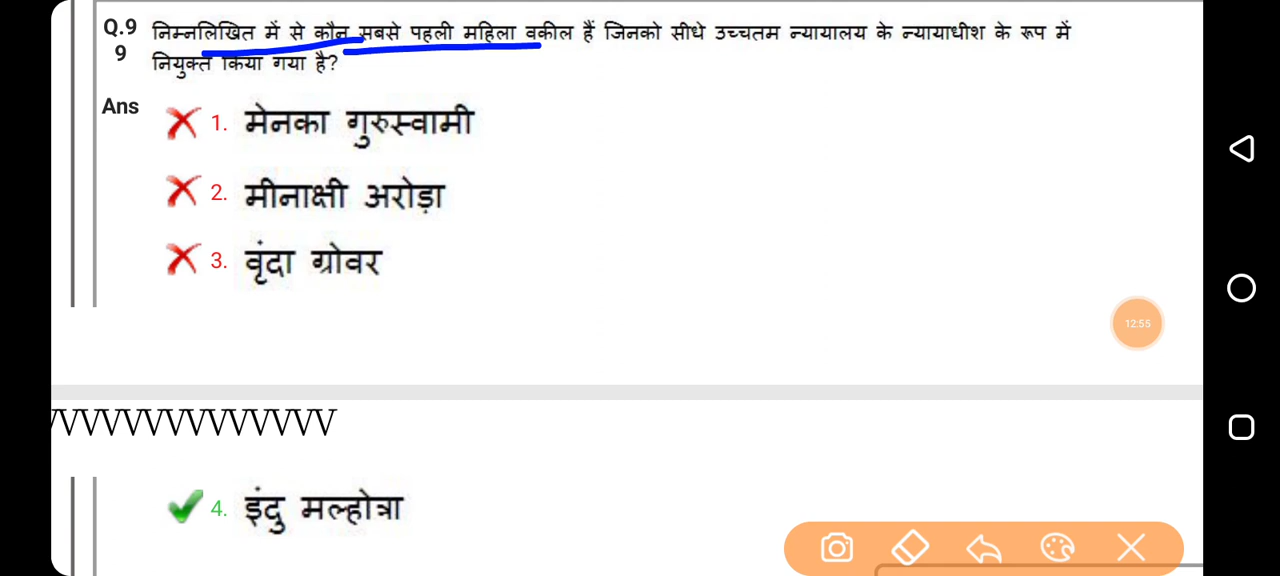 Q.9 निम्नलिखित में से कौन सबसे पहली महिला वकील हैं जिनको सीधे उच्चतम न्यायालय के न्यायाधीश के रूप में
9 नियुक्त किया गया है?
Ans 1. मेनका गुरुस्वामी
2. मीनाक्षी अरोड़ा
3. वृंदा ग्रोवर
12:55
VVVVVVVVVVVVV
4. इंदु मल्होत्रा